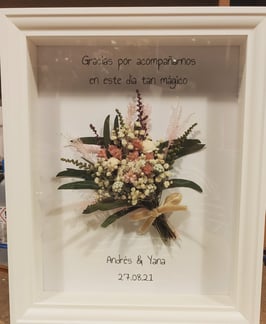 Gracias por acompañarnos
en este día tan mágico
Andrés & Yana
27.08.21